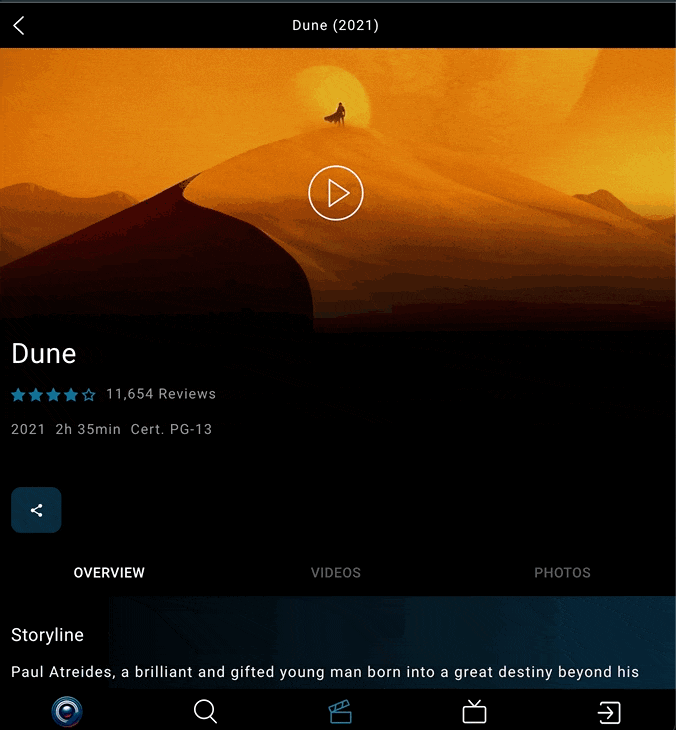 Dune (2021)
Dune
11,654 Reviews
2021 2h 35min Cert. PG-13
OVERVIEW VIDEOS PHOTOS
Storyline
Paul Atreides, a brilliant and gifted young man born into a great destiny beyond his